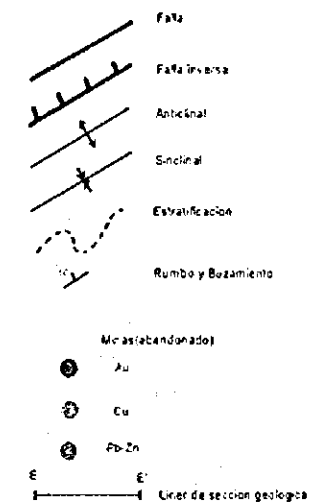 Falla
Falla inversa
Anticlinal
Sinclinal
Estratificacion
Rumbo y Buzamiento
Minas(abandonado)
Au
Cu
Pb-Zn
E E'
Linea de seccion geologica